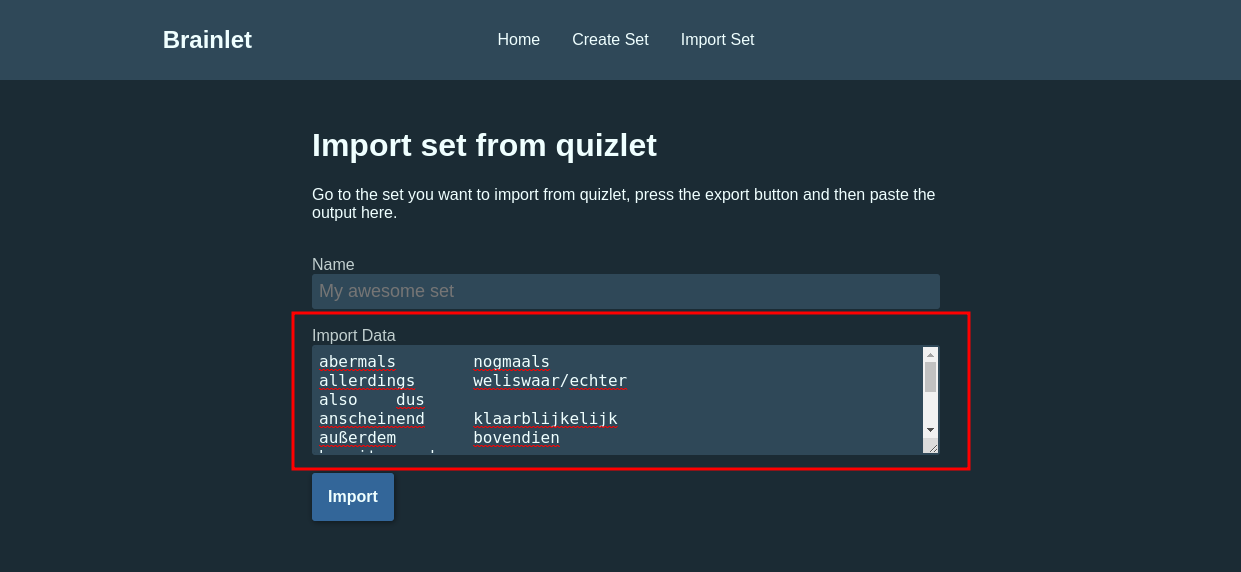 Brainlet
Home Create Set Import Set
Import set from quizlet
Go to the set you want to import from quizlet, press the export button and then paste the
output here.
Name
My awesome set
Import Data
abermals nogmaals
allerdings weliswaar/echter
also dus
anscheinend klaarblijkelijk
außerdem bovendien
Import